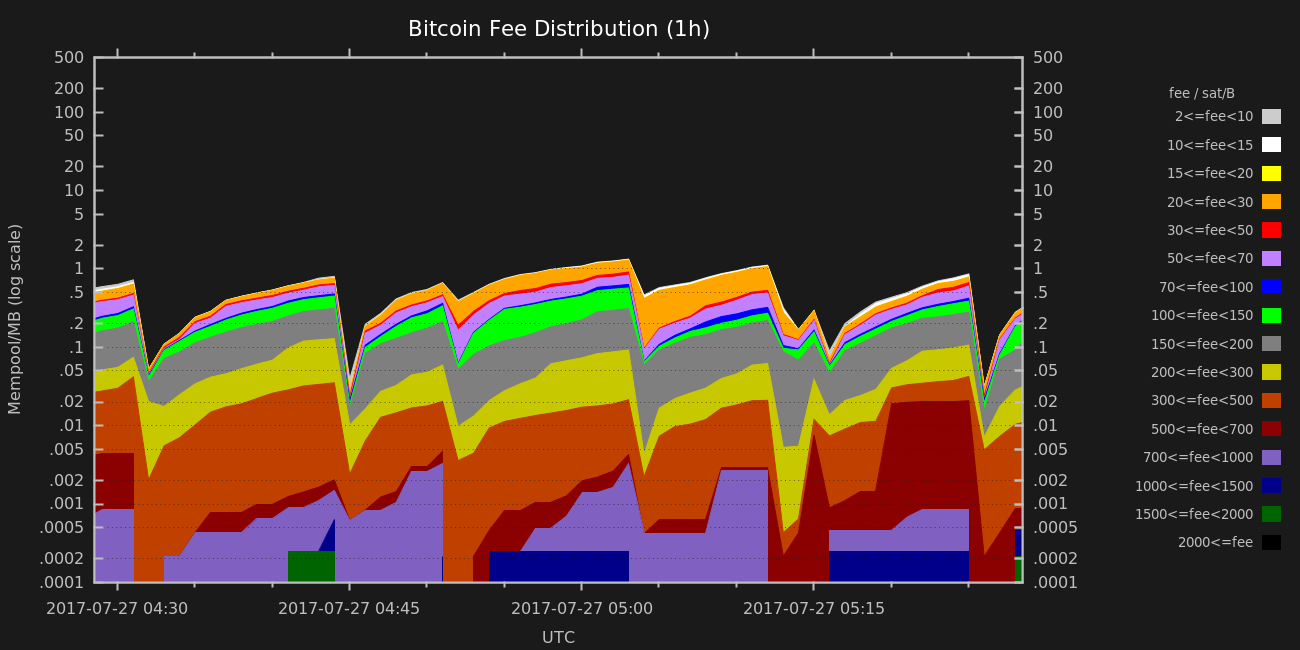 Bitcoin Fee Distribution (1h)
500
200
100
50
20
10
5
2
1
.5
.2
.1
.05
.02
.01
.005
.002
.001
.0005
.0002
.0001
Mempool/MB (log scale)
500
200
100
50
20
10
5
2
1
.5
.2
.1
.05
.02
.01
.005
.002
.001
.0005
.0002
.0001
2017-07-27 04:30
2017-07-27 04:45
2017-07-27 05:00
2017-07-27 05:15
UTC
fee / sat/B
2<=fee<10
10<=fee<15
15<=fee<20
20<=fee<30
30<=fee<50
50<=fee<70
70<=fee<100
100<=fee<150
150<=fee<200
200<=fee<300
300<=fee<500
500<=fee<700
700<=fee<1000
1000<=fee<1500
1500<=fee<2000
2000<=fee